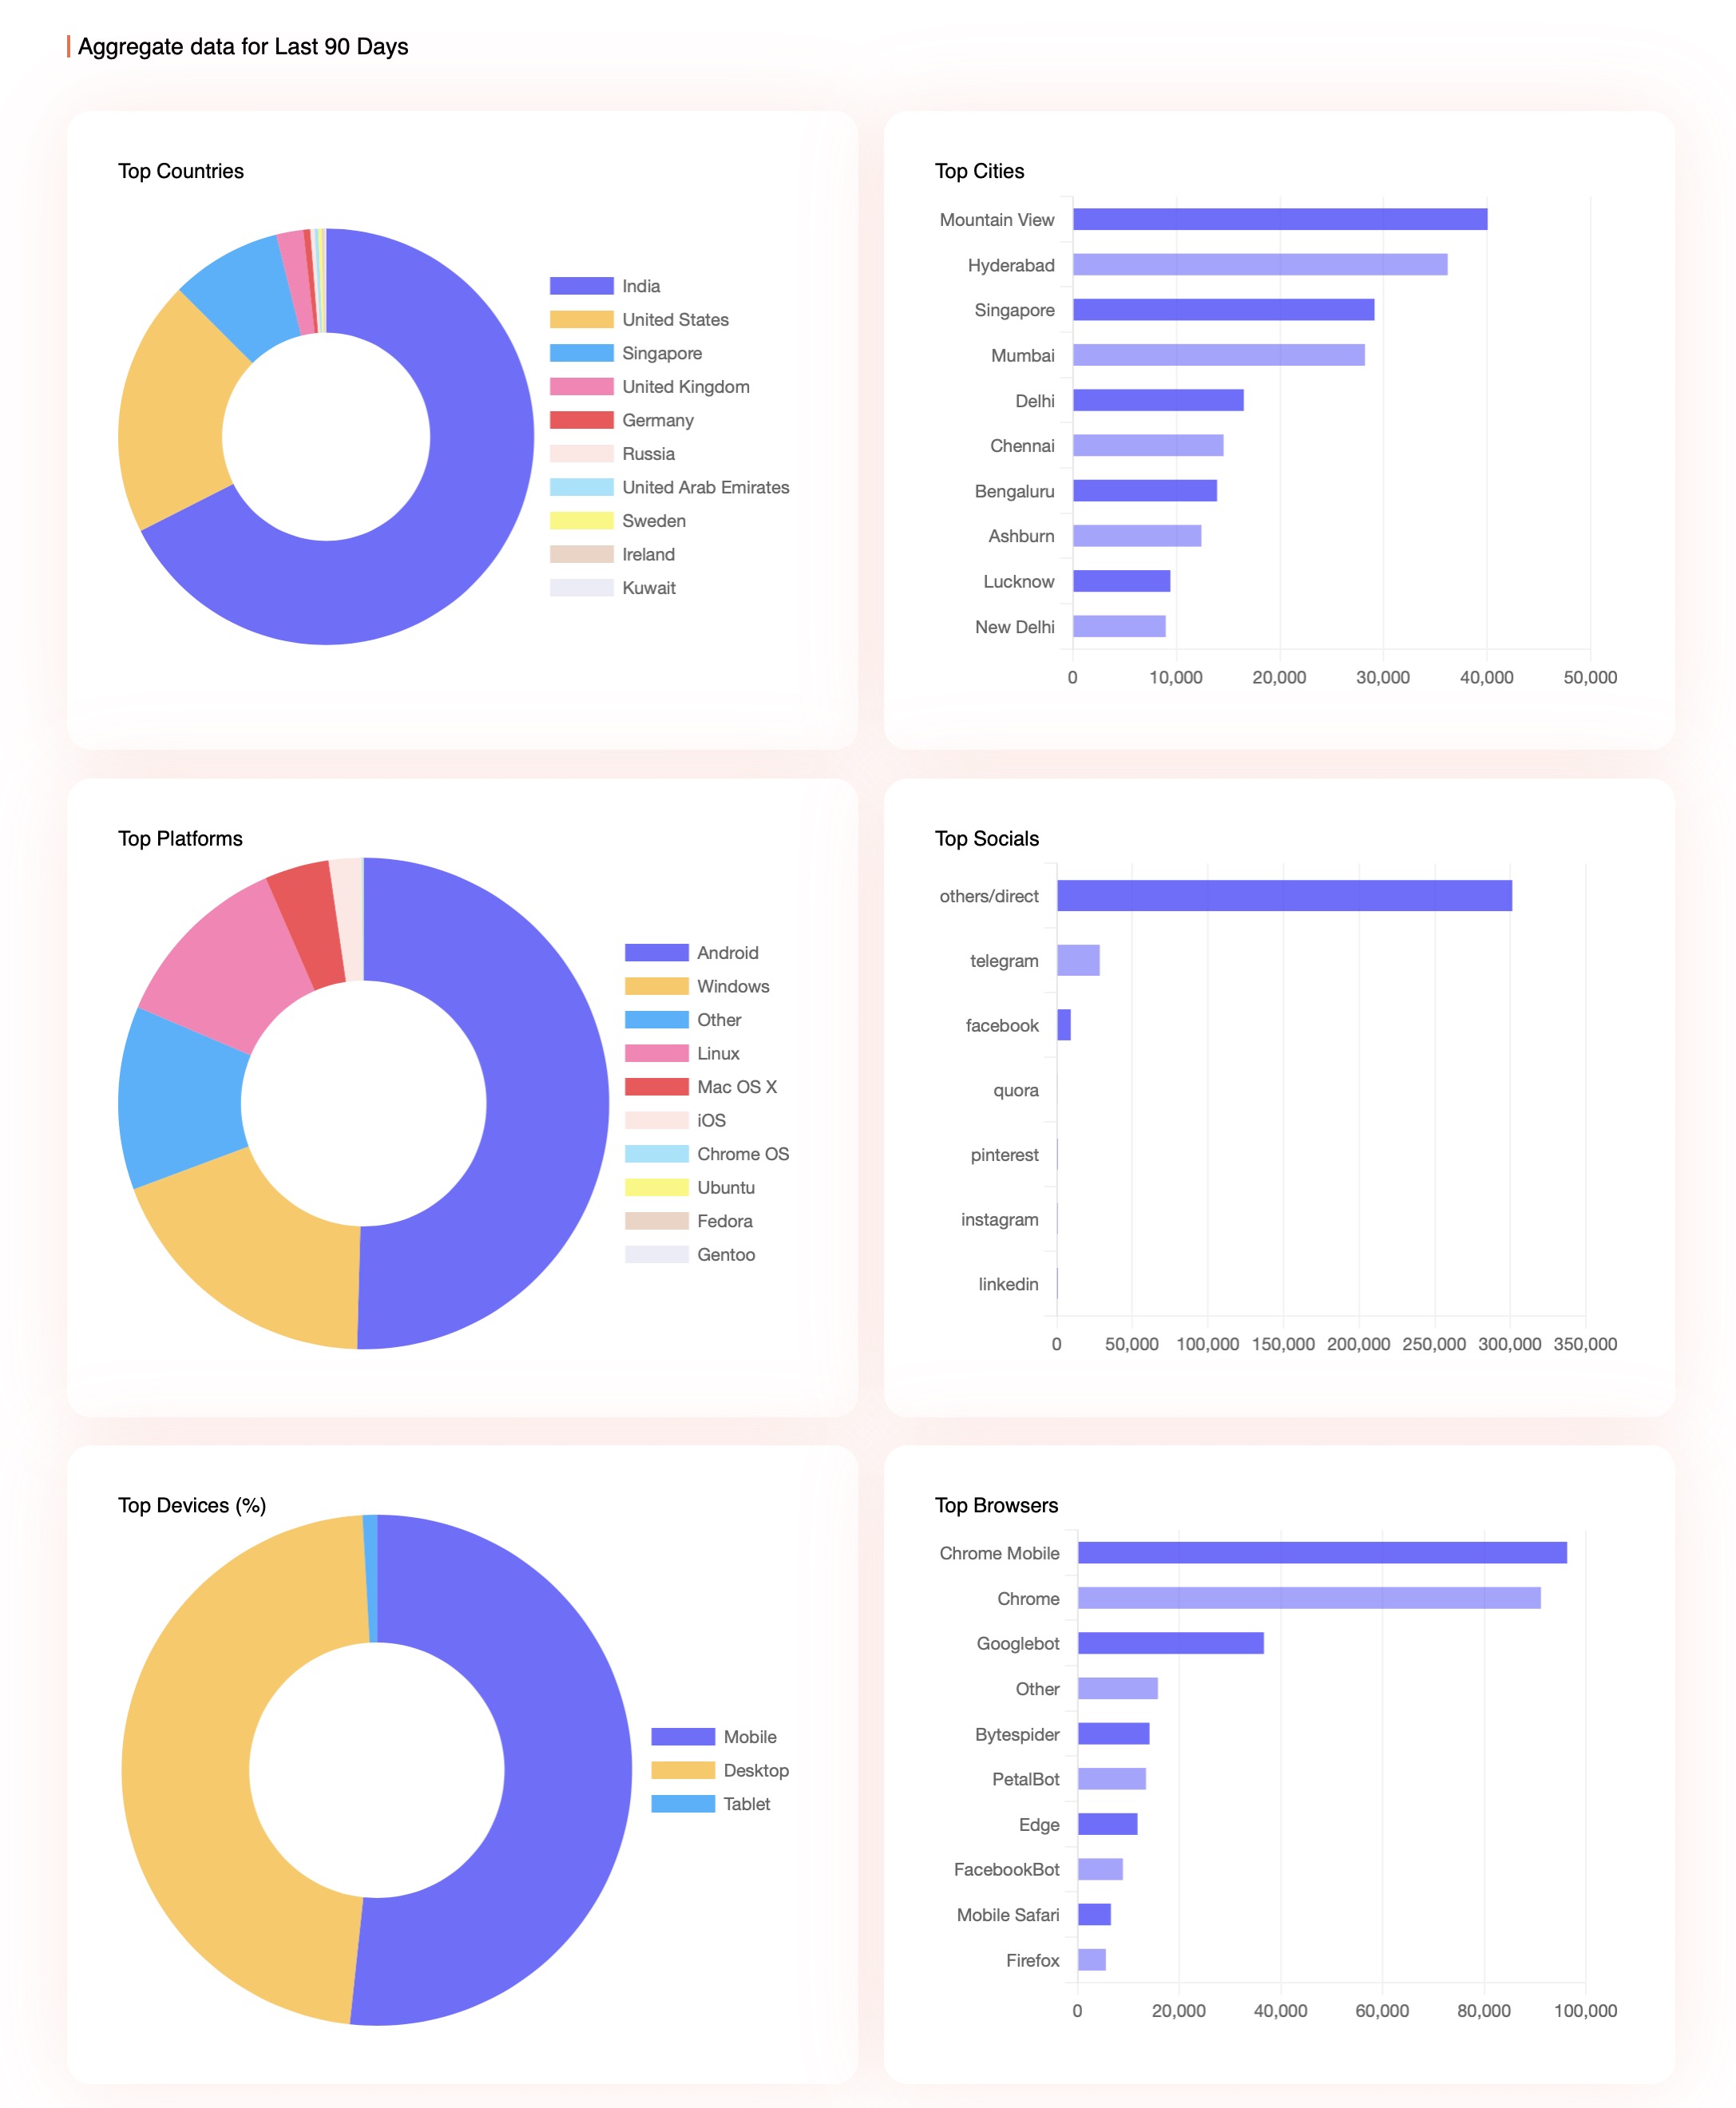 Aggregate data for Last 90 Days
Top Countries
India
United States
Singapore
United Kingdom
Germany
Russia
United Arab Emirates
Sweden
Ireland
Kuwait
Top Cities
Mountain View
Hyderabad
Singapore
Mumbai
Delhi
Chennai
Bengaluru
Ashburn
Lucknow
New Delhi
0 10,000 20,000 30,000 40,000 50,000
Top Platforms
Android
Windows
Other
Linux
Mac OS X
iOS
Chrome OS
Ubuntu
Fedora
Gentoo
Top Socials
others/direct
telegram
facebook
quora
pinterest
instagram
linkedin
0 50,000 100,000 150,000 200,000 250,000 300,000 350,000
Top Devices (%)
Mobile
Desktop
Tablet
Top Browsers
Chrome Mobile
Chrome
Googlebot
Other
Bytespider
PetalBot
Edge
FacebookBot
Mobile Safari
Firefox
0 20,000 40,000 60,000 80,000 100,000